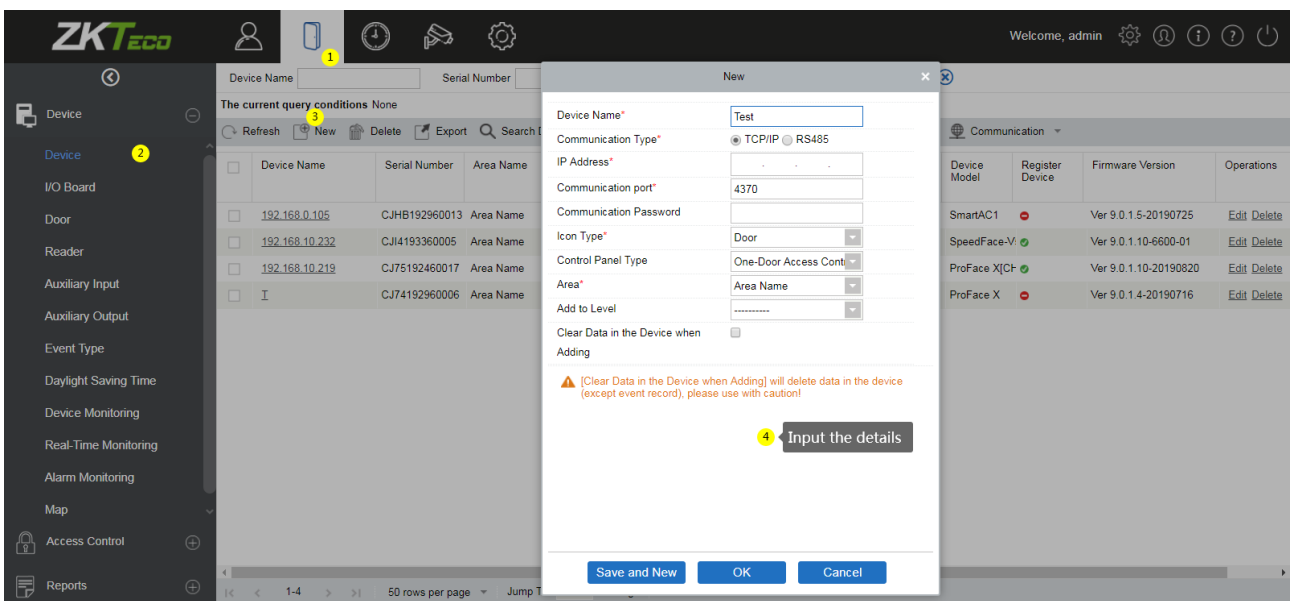 ZKTeco
1
Welcome, admin
Device Name
Serial Number
The current query conditions None
3
Refresh New Delete Export Search
Communication
Device
Device
2
I/O Board
Door
Reader
Auxiliary Input
Auxiliary Output
Event Type
Daylight Saving Time
Device Monitoring
Real-Time Monitoring
Alarm Monitoring
Map
Access Control
Reports
Device Name Serial Number Area Name
192.168.0.105 CJHB192960013 Area Name
192.168.10.232 CJI4193360005 Area Name
192.168.10.219 CJ75192460017 Area Name
T CJ74192960006 Area Name
New
Device Name* Test
Communication Type* TCP/IP RS485
IP Address* . . .
Communication port* 4370
Communication Password
Icon Type* Door
Control Panel Type One-Door Access Cont
Area* Area Name
Add to Level ----------
Clear Data in the Device when
Adding
[Clear Data in the Device when Adding] will delete data in the device
(except event record), please use with caution!
4 Input the details
Save and New OK Cancel
Device Model Register Device Firmware Version Operations
SmartAC1 Ver 9.0.1.5-20190725 Edit Delete
SpeedFace-V Ver 9.0.1.10-6600-01 Edit Delete
ProFace X[CH Ver 9.0.1.10-20190820 Edit Delete
ProFace X Ver 9.0.1.4-20190716 Edit Delete
|< < 1-4 > >| 50 rows per page Jump T